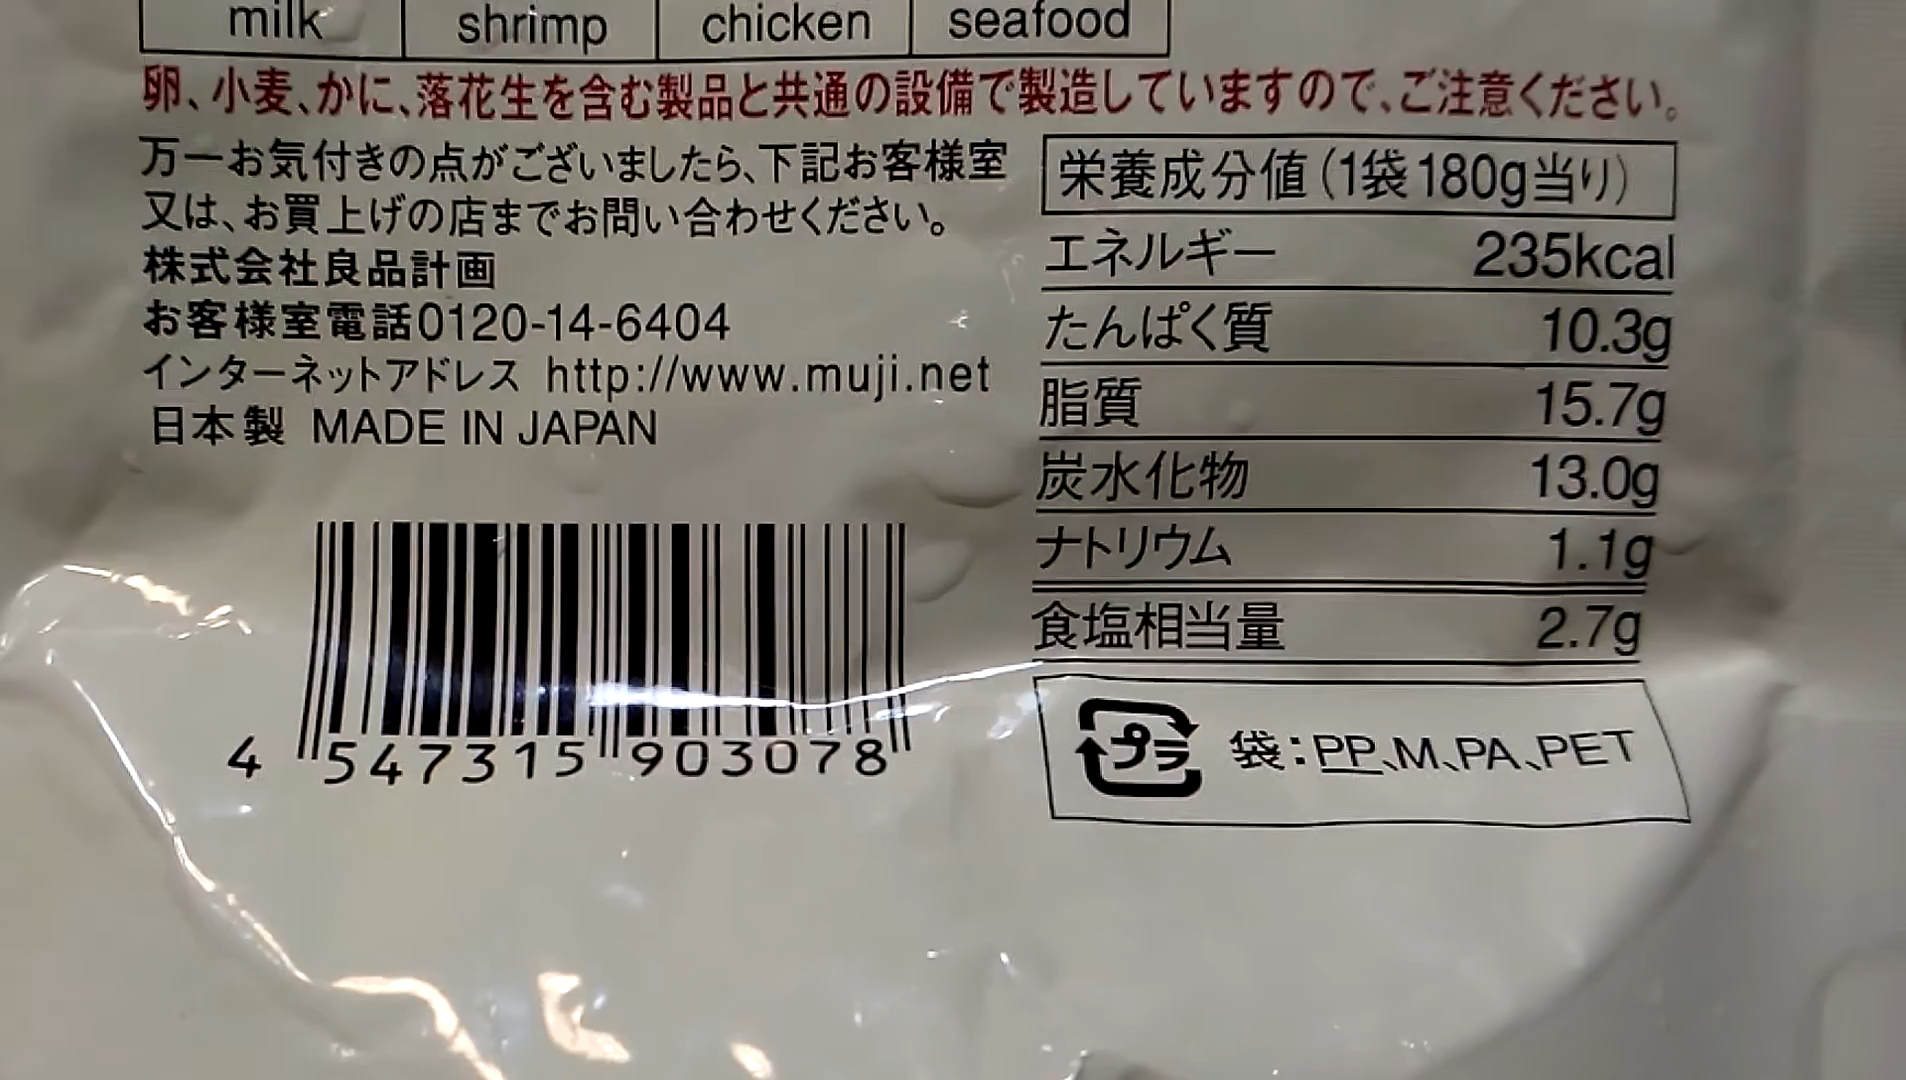 milk shrimp chicken seafood
卵、小麦、かに、落花生を含む製品と共通の設備で製造していますので、ご注意ください。
万一お気付きの点がございましたら、下記お客様室
又は、お買上げの店までお問い合わせください。
株式会社良品計画
お客様室電話0120-14-6404
インターネットアドレス http://www.muji.net
日本製 MADE IN JAPAN
4 547315 903078
栄養成分値(1袋180g当り)
エネルギー 235kcal
たんぱく質 10.3g
脂質 15.7g
炭水化物 13.0g
ナトリウム 1.1g
食塩相当量 2.7g
プラ 袋:PP、M、PA、PET